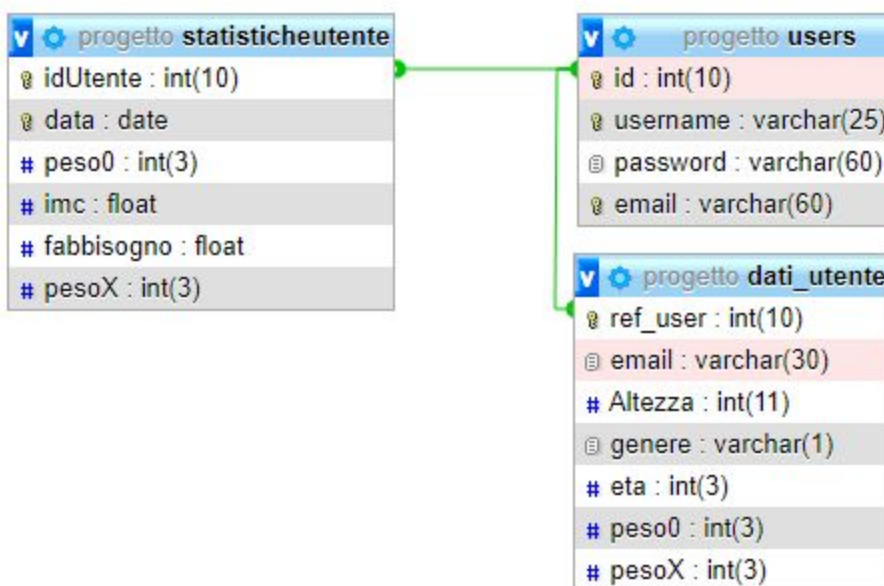 v progetto statisticheutente
idUtente : int(10)
data : date
# peso0 : int(3)
# imc : float
# fabbisogno : float
# pesoX : int(3)
v progetto users
id : int(10)
username : varchar(25)
password : varchar(60)
email : varchar(60)
v progetto dati_utente
ref_user : int(10)
email : varchar(30)
# Altezza : int(11)
genere : varchar(1)
# eta : int(3)
# peso0 : int(3)
# pesoX : int(3)